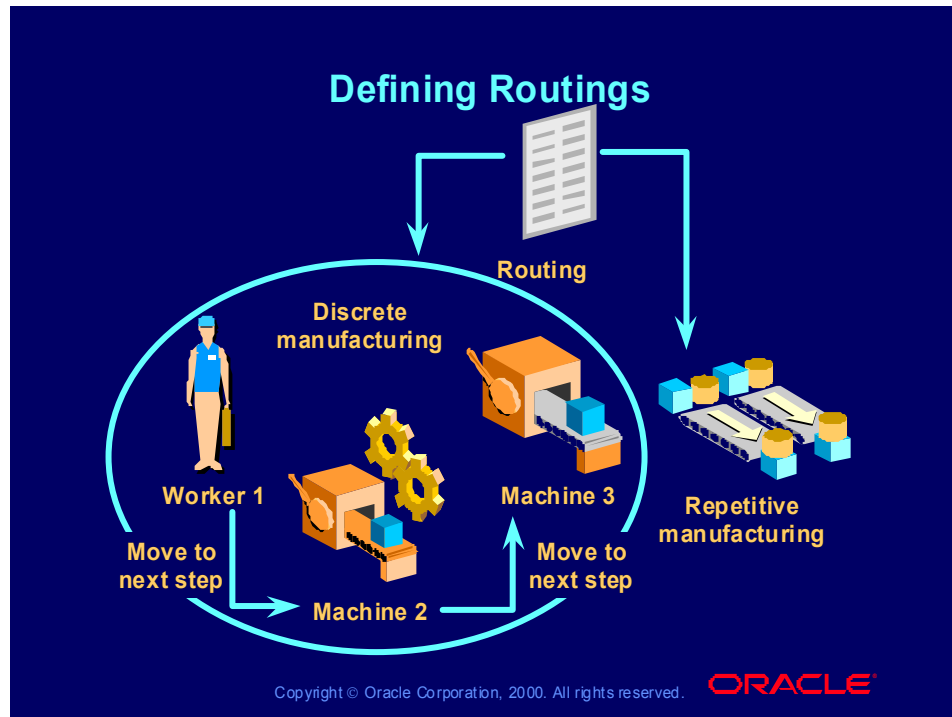 Defining Routings
Routing
Discrete
manufacturing
Worker 1
Machine 3
Repetitive
manufacturing
Move to
next step
Move to
next step
Machine 2
Copyright © Oracle Corporation, 2000. All rights reserved.
ORACLE®